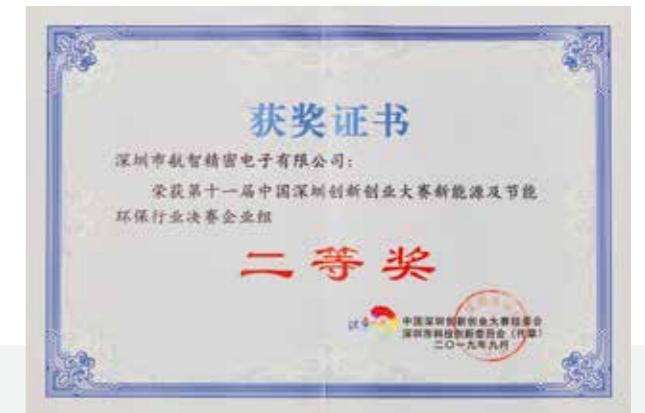 获奖证书
深圳市航智精密电子有限公司：
荣获第十一届中国深圳创新创业大赛新能源及节能
环保行业决赛企业组
二等奖
中国深圳创新创业大赛组委会
深圳市科技创新委员会（代章）
二〇一九年九月